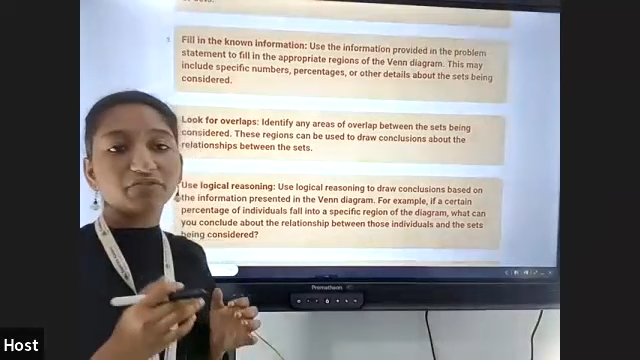 Fill in the known information: Use the information provided in the problem
statement to fill in the appropriate regions of the Venn diagram. This may
include specific numbers, percentages, or other details about the sets being
considered.
Look for overlaps: Identify any areas of overlap between the sets being
considered. These regions can be used to draw conclusions about the
relationships between the sets.
Use logical reasoning: Use logical reasoning to draw conclusions based on
the information presented in the Venn diagram. For example, if a certain
percentage of individuals fall into a specific region of the diagram, what can
you conclude about the relationship between those individuals and the sets
being considered?
Promethean
Host